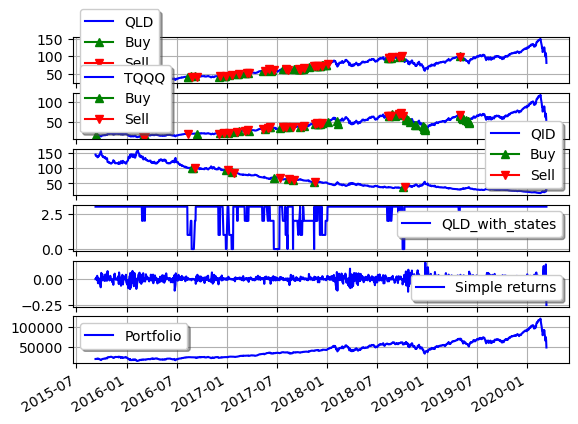 QLD
Buy
Sell
150
100
50
TQQQ
Buy
Sell
100
50
QID
Buy
Sell
150
100
50
QLD_with_states
2.5
0.0
Simple returns
0.00
−0.25
Portfolio
100000
50000
2015-07
2016-01
2016-07
2017-01
2017-07
2018-01
2018-07
2019-01
2019-07
2020-01